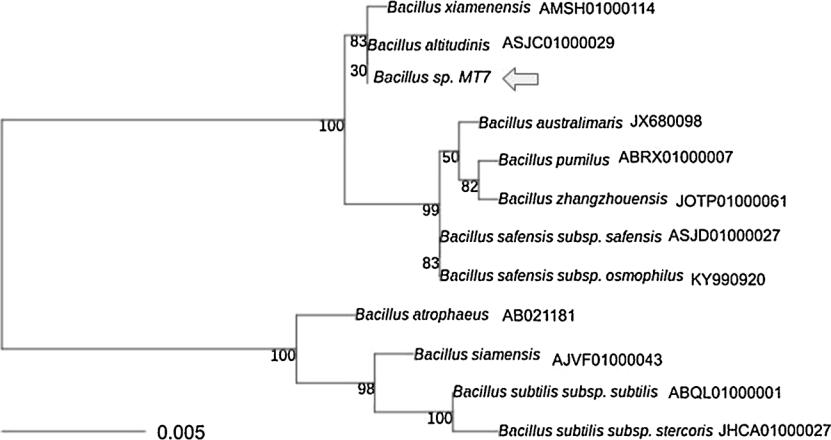 Bacillus xiamenensis AMSH01000114
83
Bacillus altitudinis ASJC01000029
30
Bacillus sp. MT7
100
Bacillus australimaris JX680098
50
Bacillus pumilus ABRX01000007
82
Bacillus zhangzhouensis JOTP01000061
99
Bacillus safensis subsp. safensis ASJD01000027
83
Bacillus safensis subsp. osmophilus KY990920
Bacillus atrophaeus AB021181
100
Bacillus siamensis AJVF01000043
98
Bacillus subtilis subsp. subtilis ABQL01000001
100
Bacillus subtilis subsp. stercoris JHCA01000027
0.005